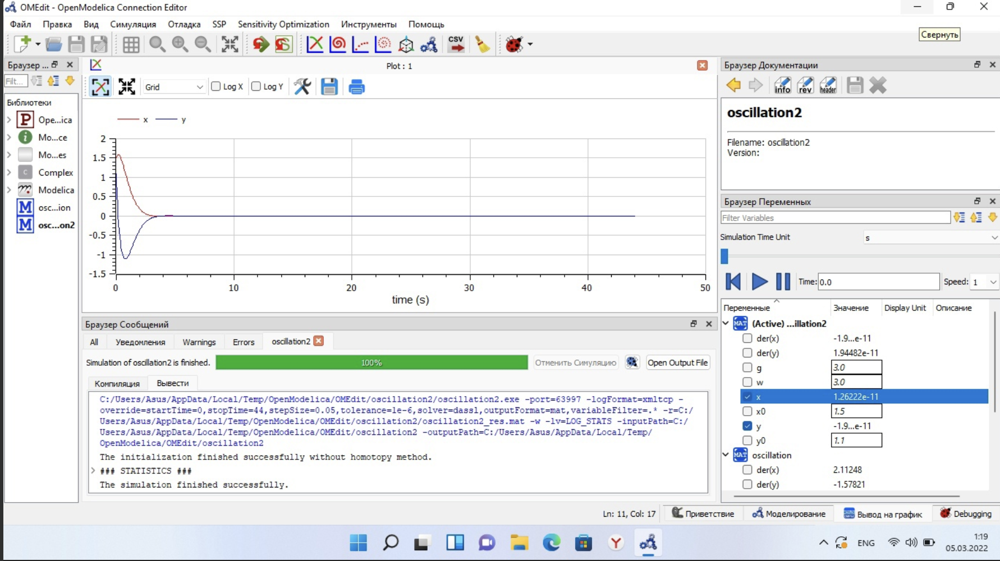 OMEdit - OpenModelica Connection Editor
Файл Правка Вид Симуляция Отладка SSP Sensitivity Optimization Инструменты Помощь
Свернуть
CSV
Браузер ...
Filt...
Библиотеки
P Ope...ica
i Mo...ce
Mo...es
C Complex
m Modelica
M osc...ion
M osc...on2
Plot : 1
Grid Log X Log Y
x y
2
1.5
1
0.5
0
-0.5
-1
-1.5
0 10 20 30 40 50
time (s)
Браузер Сообщений
All Уведомления Warnings Errors oscillation2
Simulation of oscillation2 is finished. 100% Отменить Симуляцию Open Output File
Компиляция Вывести
C:/Users/Asus/AppData/Local/Temp/OpenModelica/OMEdit/oscillation2/oscillation2.exe -port=63997 -logFormat=xmltcp -
override=startTime=0,stopTime=44,stepSize=0.05,tolerance=1e-6,solver=dassl,outputFormat=mat,variableFilter=.* -r=C:/
Users/Asus/AppData/Local/Temp/OpenModelica/OMEdit/oscillation2/oscillation2_res.mat -w -lv=LOG_STATS -inputPath=C:/
Users/Asus/AppData/Local/Temp/OpenModelica/OMEdit/oscillation2 -outputPath=C:/Users/Asus/AppData/Local/Temp/
OpenModelica/OMEdit/oscillation2
The initialization finished successfully without homotopy method.
### STATISTICS ###
The simulation finished successfully.
Браузер Документации
info rev header
oscillation2
Filename: oscillation2
Version:
Браузер Переменных
Filter Variables
Simulation Time Unit s
Time: 0.0 Speed: 1
Переменные Значение Display Unit Описание
MAT (Active) ...illation2
der(x) -1.9...e-11
der(y) 1.94482e-11
g 3.0
w 3.0
x 1.26222e-11
x0 1.5
y -1.9...e-11
y0 1.1
MAT oscillation
der(x) 2.11248
der(y) -1.57821
Ln: 11, Col: 17 Приветствие Моделирование Вывод на график Debugging
ENG 1:19
05.03.2022